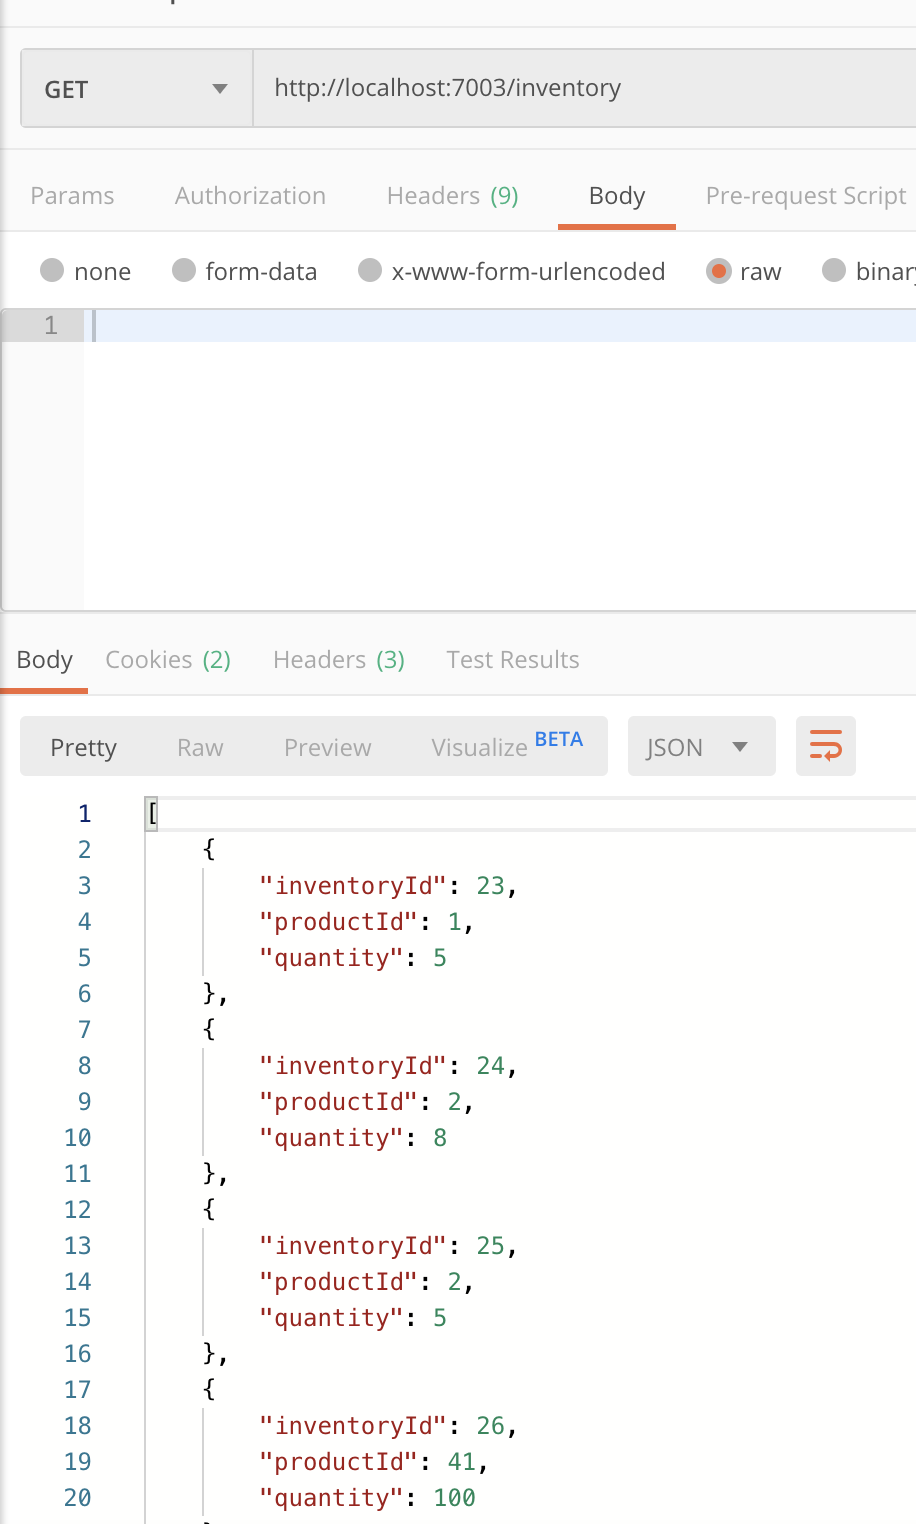 GET http://localhost:7003/inventory
Params Authorization Headers (9) Body Pre-request Script
none form-data x-www-form-urlencoded raw binary
1
Body Cookies (2) Headers (3) Test Results
Pretty Raw Preview Visualize BETA JSON
1 [
2 {
3 "inventoryId": 23,
4 "productId": 1,
5 "quantity": 5
6 },
7 {
8 "inventoryId": 24,
9 "productId": 2,
10 "quantity": 8
11 },
12 {
13 "inventoryId": 25,
14 "productId": 2,
15 "quantity": 5
16 },
17 {
18 "inventoryId": 26,
19 "productId": 41,
20 "quantity": 100